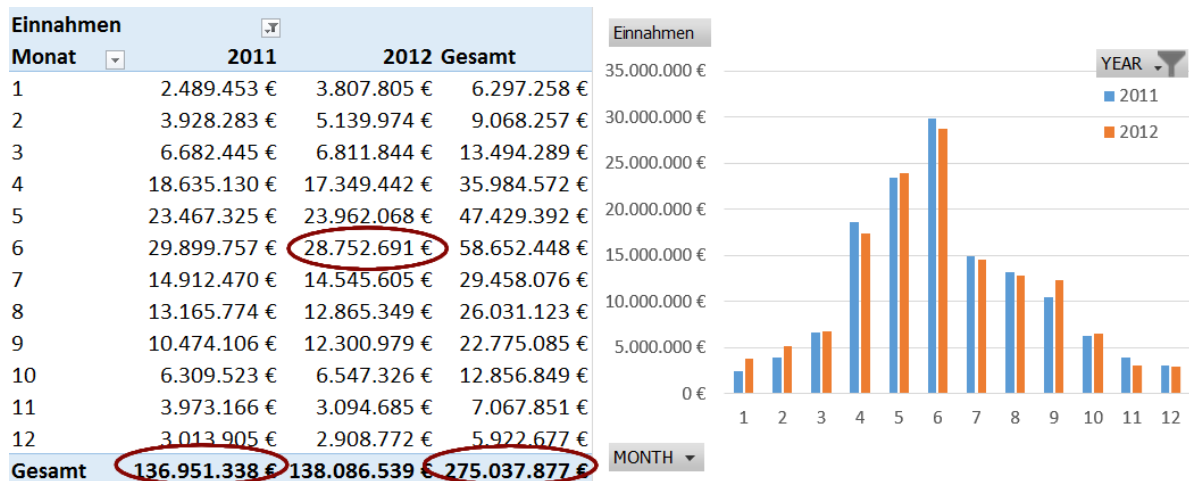 Einnahmen
Monat 2011 2012 Gesamt
1 2.489.453 € 3.807.805 € 6.297.258 €
2 3.928.283 € 5.139.974 € 9.068.257 €
3 6.682.445 € 6.811.844 € 13.494.289 €
4 18.635.130 € 17.349.442 € 35.984.572 €
5 23.467.325 € 23.962.068 € 47.429.392 €
6 29.899.757 € 28.752.691 € 58.652.448 €
7 14.912.470 € 14.545.605 € 29.458.076 €
8 13.165.774 € 12.865.349 € 26.031.123 €
9 10.474.106 € 12.300.979 € 22.775.085 €
10 6.309.523 € 6.547.326 € 12.856.849 €
11 3.973.166 € 3.094.685 € 7.067.851 €
12 3.013.905 € 2.908.772 € 5.922.677 €
Gesamt 136.951.338 € 138.086.539 € 275.037.877 €
Einnahmen
YEAR
2011
2012
35.000.000 €
30.000.000 €
25.000.000 €
20.000.000 €
15.000.000 €
10.000.000 €
5.000.000 €
0 €
1 2 3 4 5 6 7 8 9 10 11 12
MONTH